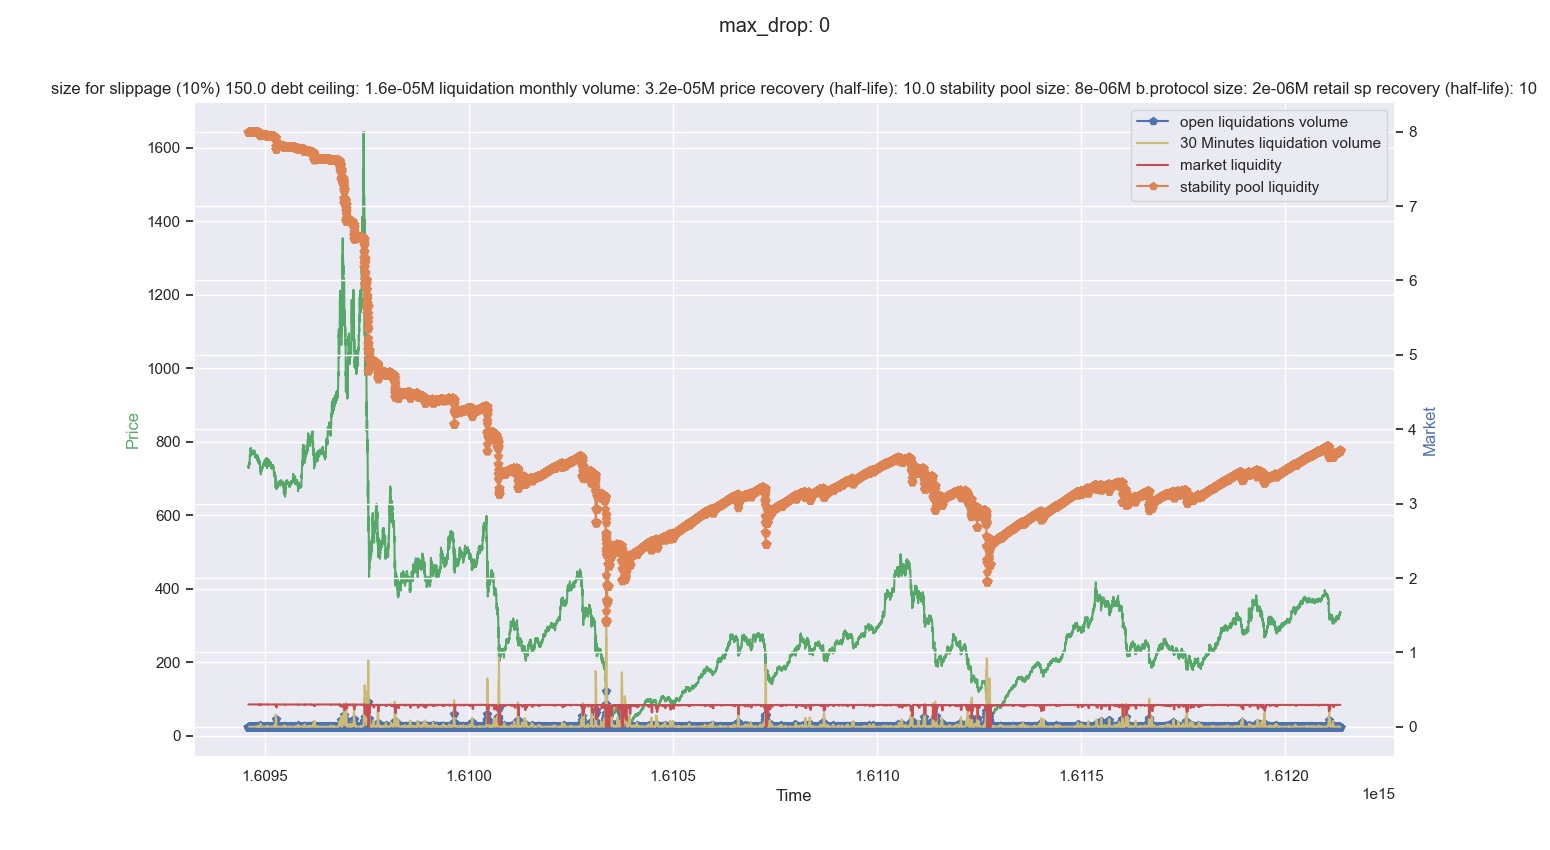 max_drop: 0
size for slippage (10%) 150.0 debt ceiling: 1.6e-05M liquidation monthly volume: 3.2e-05M price recovery (half-life): 10.0 stability pool size: 8e-06M b.protocol size: 2e-06M retail sp recovery (half-life): 10
open liquidations volume
30 Minutes liquidation volume
market liquidity
stability pool liquidity
1600
1400
1200
1000
800
600
400
200
0
Price
8
7
6
5
4
3
2
1
0
Market
1.6095
1.6100
1.6105
1.6110
1.6115
1.6120
Time
1e15